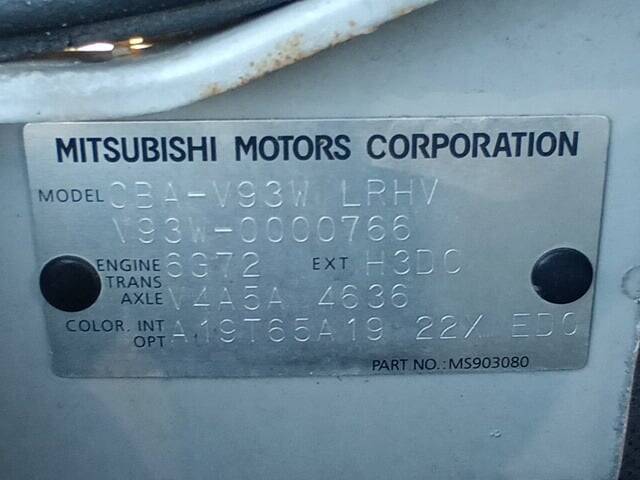 MITSUBISHI MOTORS CORPORATION
MODEL CBA-V93W LRHV
V93W-0000766
ENGINE 6G72 EXT H3DC
TRANS
AXLE V4A5A 4636
COLOR. INT
OPT A19T65A19 22X ED0
PART NO.: MS903080